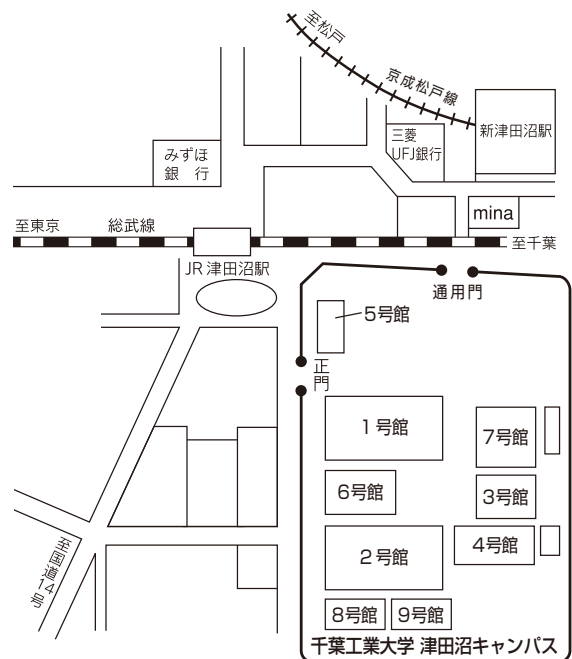 至松戸
京成松戸線
新津田沼駅
三菱
UFJ銀行
みずほ
銀 行
mina
至東京
総武線
至千葉
JR 津田沼駅
通用門
5号館
正門
1号館
7号館
6号館
3号館
2号館
4号館
至国道14号
8号館
9号館
千葉工業大学 津田沼キャンパス